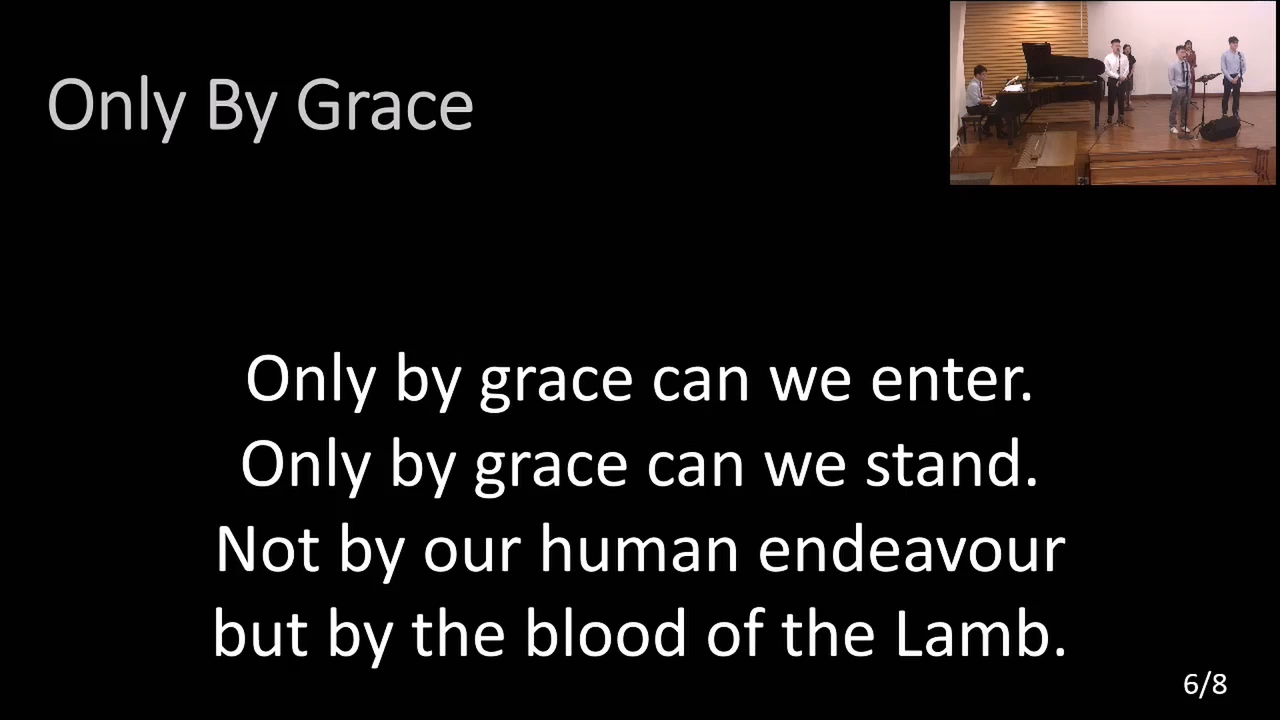 Only By Grace
Only by grace can we enter.
Only by grace can we stand.
Not by our human endeavour
but by the blood of the Lamb.
6/8